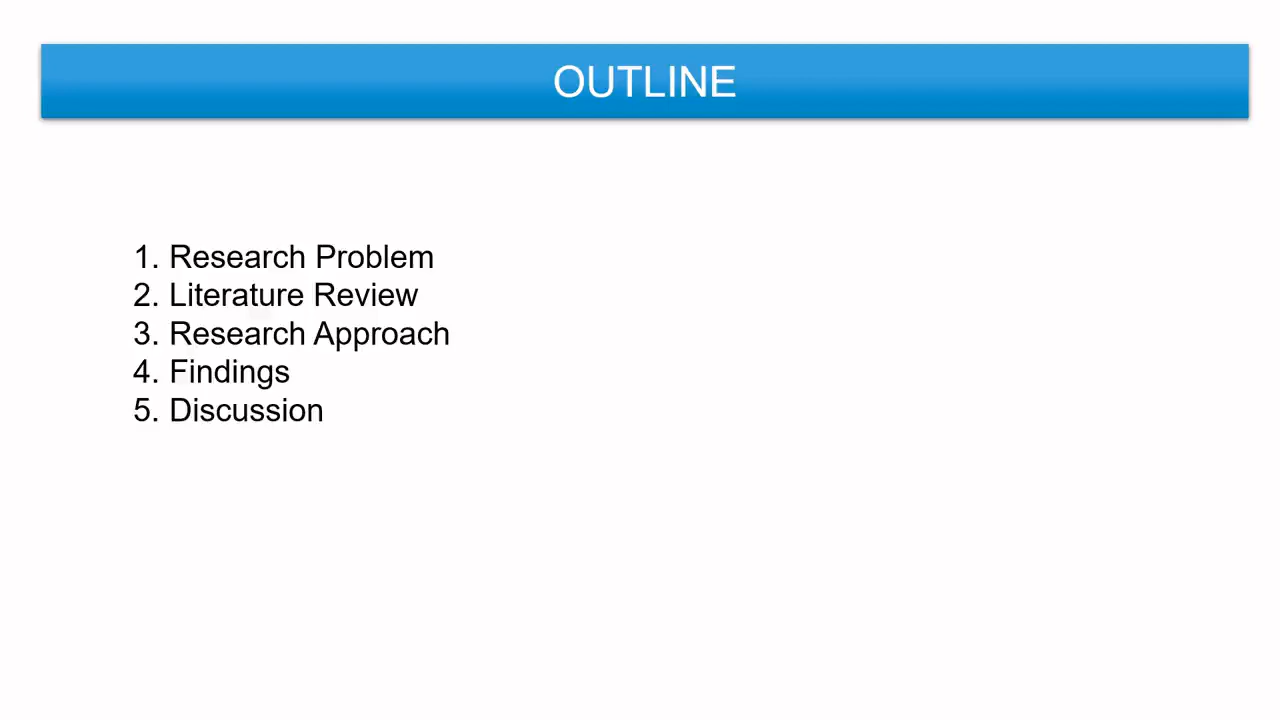 OUTLINE
1. Research Problem
2. Literature Review
3. Research Approach
4. Findings
5. Discussion